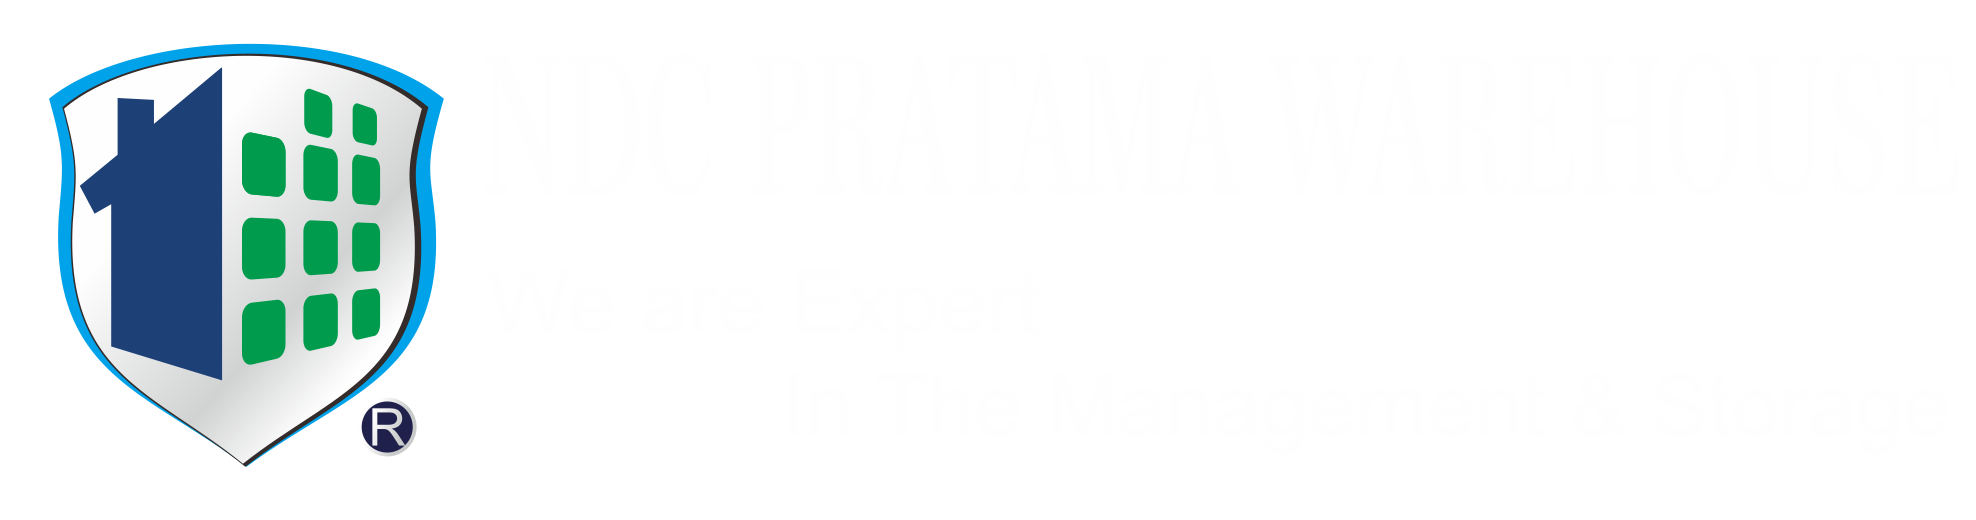 NDC PRATAMA WAREHOUSE
We are Expert
In The Management & Storage
®